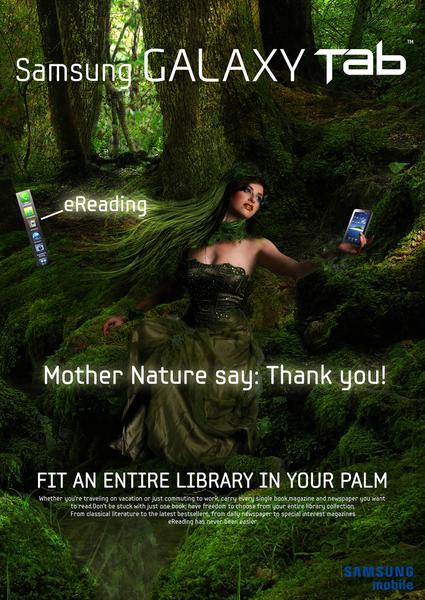 Samsung GALAXY Tab™
eReading
Mother Nature say: Thank you!
FIT AN ENTIRE LIBRARY IN YOUR PALM
Whether you're traveling on vacation or just commuting to work, carry every single book,magazine and newspaper you want
to read.Don't be stuck with just one book; have freedom to choose from your entire library collection.
From classical literature to the latest bestsellers, from daily newspaper to special interest magazines
eReading has never been easier.
SAMSUNG
mobile